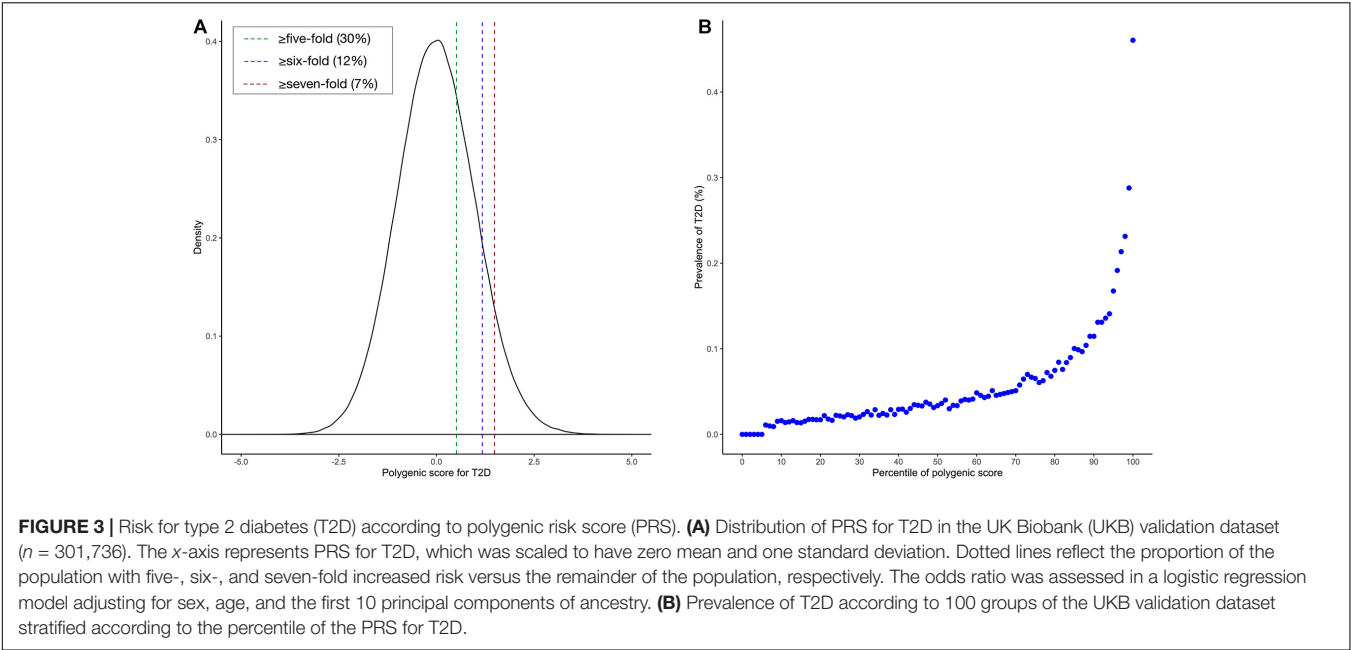 A
≥five-fold (30%)
≥six-fold (12%)
≥seven-fold (7%)
0.4
0.3
0.2
0.1
0.0
Density
-5.0
-2.5
0.0
2.5
5.0
Polygenic score for T2D
B
0.4
0.3
0.2
0.1
0.0
Prevalence of T2D (%)
0
10
20
30
40
50
60
70
80
90
100
Percentile of polygenic score
FIGURE 3 | Risk for type 2 diabetes (T2D) according to polygenic risk score (PRS). (A) Distribution of PRS for T2D in the UK Biobank (UKB) validation dataset
(n = 301,736). The x-axis represents PRS for T2D, which was scaled to have zero mean and one standard deviation. Dotted lines reflect the proportion of the
population with five-, six-, and seven-fold increased risk versus the remainder of the population, respectively. The odds ratio was assessed in a logistic regression
model adjusting for sex, age, and the first 10 principal components of ancestry. (B) Prevalence of T2D according to 100 groups of the UKB validation dataset
stratified according to the percentile of the PRS for T2D.